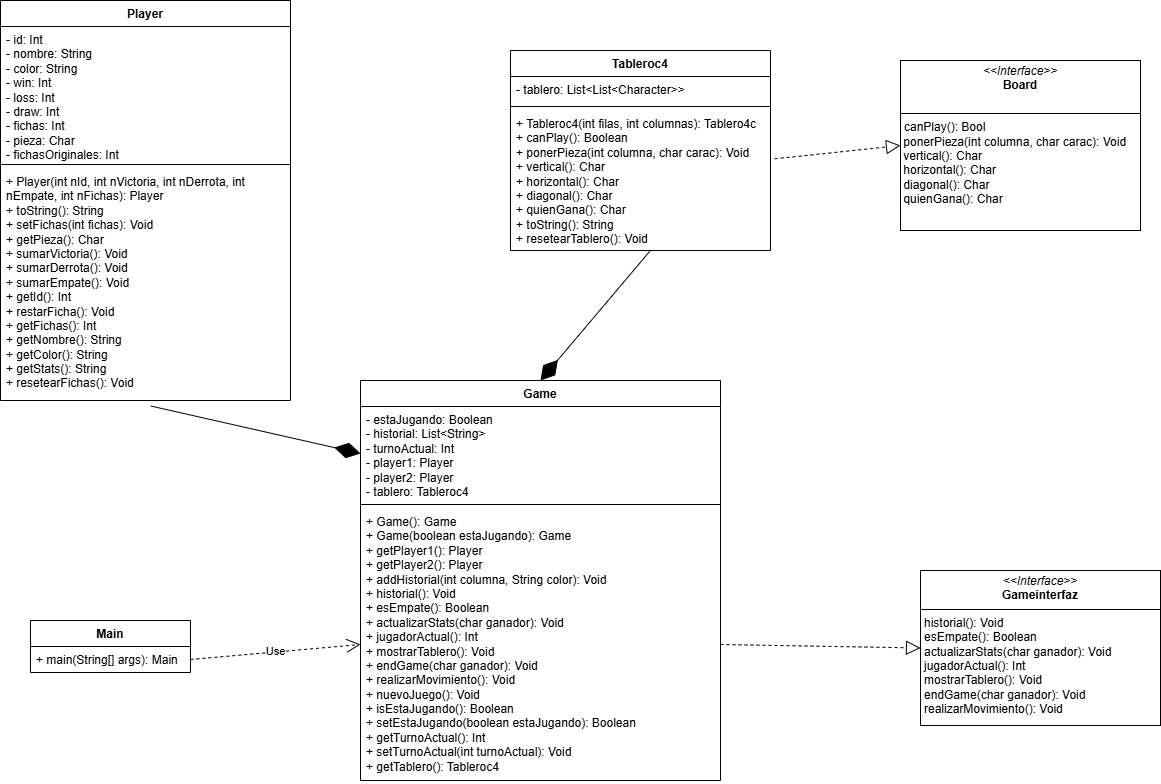 Player
- id: Int
- nombre: String
- color: String
- win: Int
- loss: Int
- draw: Int
- fichas: Int
- pieza: Char
- fichasOriginales: Int
+ Player(int nId, int nVictoria, int nDerrota, int
nEmpate, int nFichas): Player
+ toString(): String
+ setFichas(int fichas): Void
+ getPieza(): Char
+ sumarVictoria(): Void
+ sumarDerrota(): Void
+ sumarEmpate(): Void
+ getId(): Int
+ restarFicha(): Void
+ getFichas(): Int
+ getNombre(): String
+ getColor(): String
+ getStats(): String
+ resetearFichas(): Void
Tableroc4
- tablero: List<List<Character>>
+ Tableroc4(int filas, int columnas): Tablero4c
+ canPlay(): Boolean
+ ponerPieza(int columna, char carac): Void
+ vertical(): Char
+ horizontal(): Char
+ diagonal(): Char
+ quienGana(): Char
+ toString(): String
+ resetearTablero(): Void
<<Interface>>
Board
canPlay(): Bool
ponerPieza(int columna, char carac): Void
vertical(): Char
horizontal(): Char
diagonal(): Char
quienGana(): Char
Game
- estaJugando: Boolean
- historial: List<String>
- turnoActual: Int
- player1: Player
- player2: Player
- tablero: Tableroc4
+ Game(): Game
+ Game(boolean estaJugando): Game
+ getPlayer1(): Player
+ getPlayer2(): Player
+ addHistorial(int columna, String color): Void
+ historial(): Void
+ esEmpate(): Boolean
+ actualizarStats(char ganador): Void
+ jugadorActual(): Int
+ mostrarTablero(): Void
+ endGame(char ganador): Void
+ realizarMovimiento(): Void
+ nuevoJuego(): Void
+ isEstaJugando(): Boolean
+ setEstaJugando(boolean estaJugando): Boolean
+ getTurnoActual(): Int
+ setTurnoActual(int turnoActual): Void
+ getTablero(): Tableroc4
Main
+ main(String[] args): Main
Use
<<Interface>>
Gameinterfaz
historial(): Void
esEmpate(): Boolean
actualizarStats(char ganador): Void
jugadorActual(): Int
mostrarTablero(): Void
endGame(char ganador): Void
realizarMovimiento(): Void